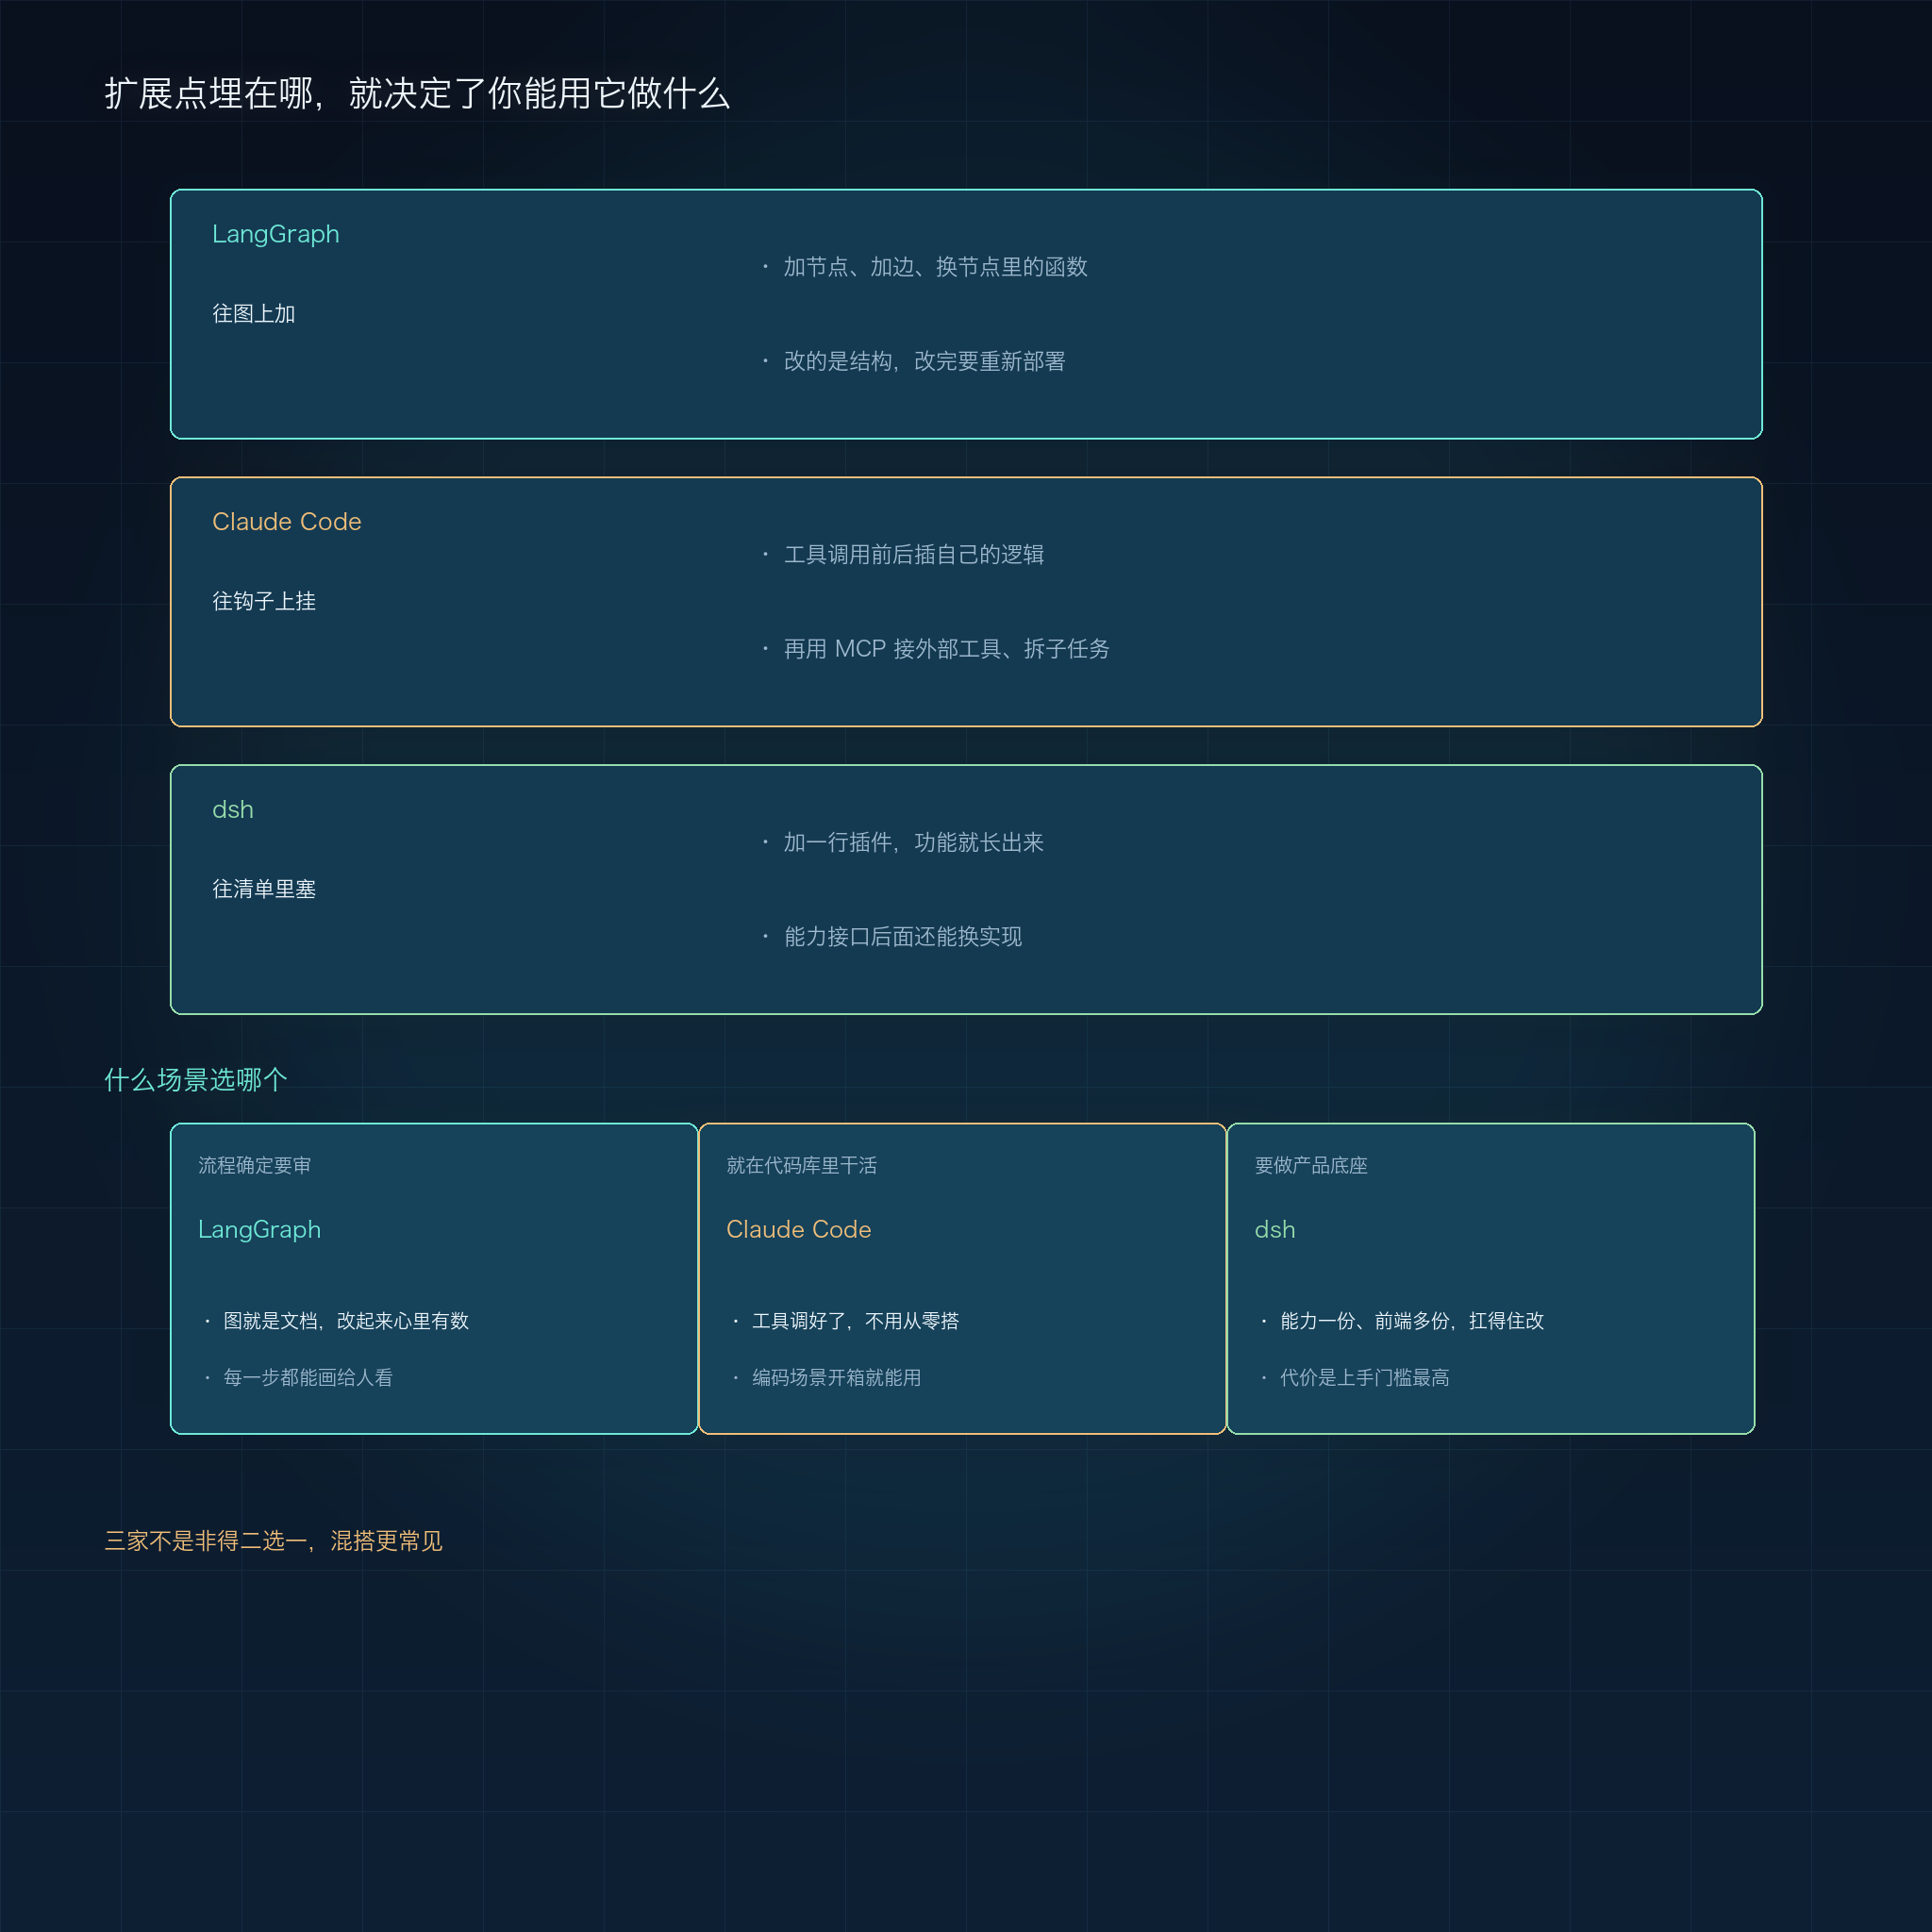 扩展点埋在哪，就决定了你能用它做什么
LangGraph
往图上加
· 加节点、加边、换节点里的函数
· 改的是结构，改完要重新部署
Claude Code
往钩子上挂
· 工具调用前后插自己的逻辑
· 再用 MCP 接外部工具、拆子任务
dsh
往清单里塞
· 加一行插件，功能就长出来
· 能力接口后面还能换实现
什么场景选哪个
流程确定要审
LangGraph
· 图就是文档，改起来心里有数
· 每一步都能画给人看
就在代码库里干活
Claude Code
· 工具调好了，不用从零搭
· 编码场景开箱就能用
要做产品底座
dsh
· 能力一份、前端多份，扛得住改
· 代价是上手门槛最高
三家不是非得二选一，混搭更常见